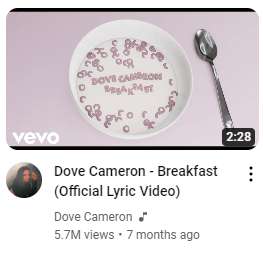 DOVE CAMERON
BREAKFAST
vevo
2:28
Dove Cameron - Breakfast
(Official Lyric Video)
Dove Cameron
5.7M views • 7 months ago